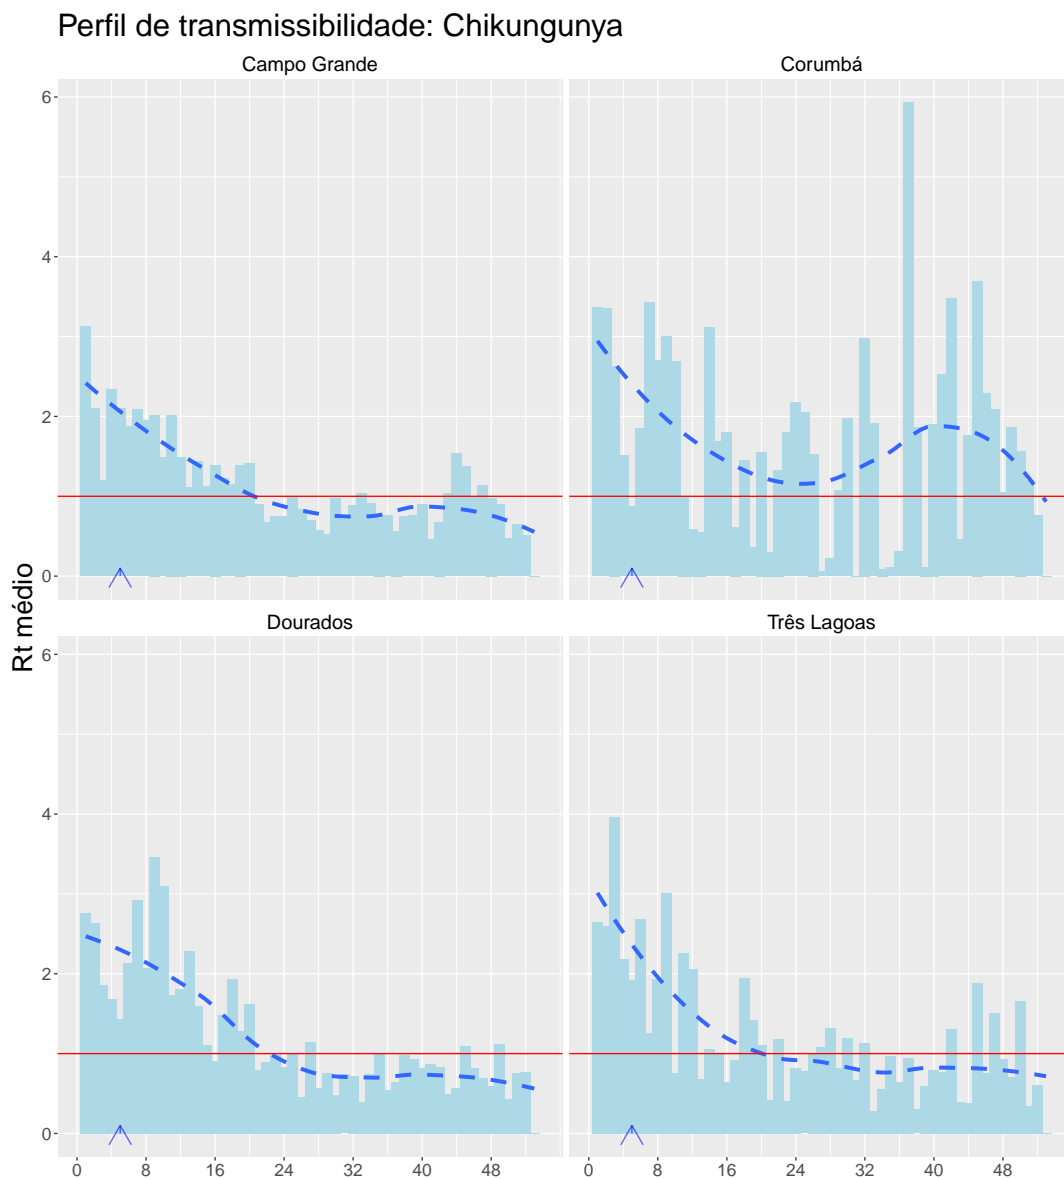 Perfil de transmissibilidade: Chikungunya
Campo Grande
Corumbá
6
4
2
0
Rt médio
Dourados
Três Lagoas
6
4
2
0
0 8 16 24 32 40 48
0 8 16 24 32 40 48